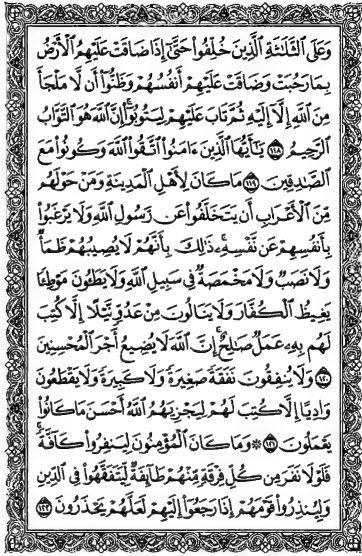 وَعَلَى ٱلثَّلَٰثَةِ ٱلَّذِينَ خُلِّفُوا۟ حَتَّىٰٓ إِذَا ضَاقَتْ عَلَيْهِمُ ٱلْأَرْضُ
بِمَا رَحُبَتْ وَضَاقَتْ عَلَيْهِمْ أَنفُسُهُمْ وَظَنُّوٓا۟ أَن لَّا مَلْجَأَ
مِنَ ٱللَّهِ إِلَّآ إِلَيْهِ ثُمَّ تَابَ عَلَيْهِمْ لِيَتُوبُوٓا۟ ۚ إِنَّ ٱللَّهَ هُوَ ٱلتَّوَّابُ
ٱلرَّحِيمُ ١١٨ يَٰٓأَيُّهَا ٱلَّذِينَ ءَامَنُوا۟ ٱتَّقُوا۟ ٱللَّهَ وَكُونُوا۟ مَعَ
ٱلصَّٰدِقِينَ ١١٩ مَا كَانَ لِأَهْلِ ٱلْمَدِينَةِ وَمَنْ حَوْلَهُم
مِّنَ ٱلْأَعْرَابِ أَن يَتَخَلَّفُوا۟ عَن رَّسُولِ ٱللَّهِ وَلَا يَرْغَبُوا۟
بِأَنفُسِهِمْ عَن نَّفْسِهِۦ ۚ ذَٰلِكَ بِأَنَّهُمْ لَا يُصِيبُهُمْ ظَمَأٌ
وَلَا نَصَبٌ وَلَا مَخْمَصَةٌ فِى سَبِيلِ ٱللَّهِ وَلَا يَطَـُٔونَ مَوْطِئًا
يَغِيظُ ٱلْكُفَّارَ وَلَا يَنَالُونَ مِنْ عَدُوٍّ نَّيْلًا إِلَّا كُتِبَ
لَهُم بِهِۦ عَمَلٌ صَٰلِحٌ ۚ إِنَّ ٱللَّهَ لَا يُضِيعُ أَجْرَ ٱلْمُحْسِنِينَ
١٢٠ وَلَا يُنفِقُونَ نَفَقَةً صَغِيرَةً وَلَا كَبِيرَةً وَلَا يَقْطَعُونَ
وَادِيًا إِلَّا كُتِبَ لَهُمْ لِيَجْزِيَهُمُ ٱللَّهُ أَحْسَنَ مَا كَانُوا۟
يَعْمَلُونَ ١٢١ ۞ وَمَا كَانَ ٱلْمُؤْمِنُونَ لِيَنفِرُوا۟ كَآفَّةً ۚ
فَلَوْلَا نَفَرَ مِن كُلِّ فِرْقَةٍ مِّنْهُمْ طَآئِفَةٌ لِّيَتَفَقَّهُوا۟ فِى ٱلدِّينِ
وَلِيُنذِرُوا۟ قَوْمَهُمْ إِذَا رَجَعُوٓا۟ إِلَيْهِمْ لَعَلَّهُمْ يَحْذَرُونَ ١٢٢